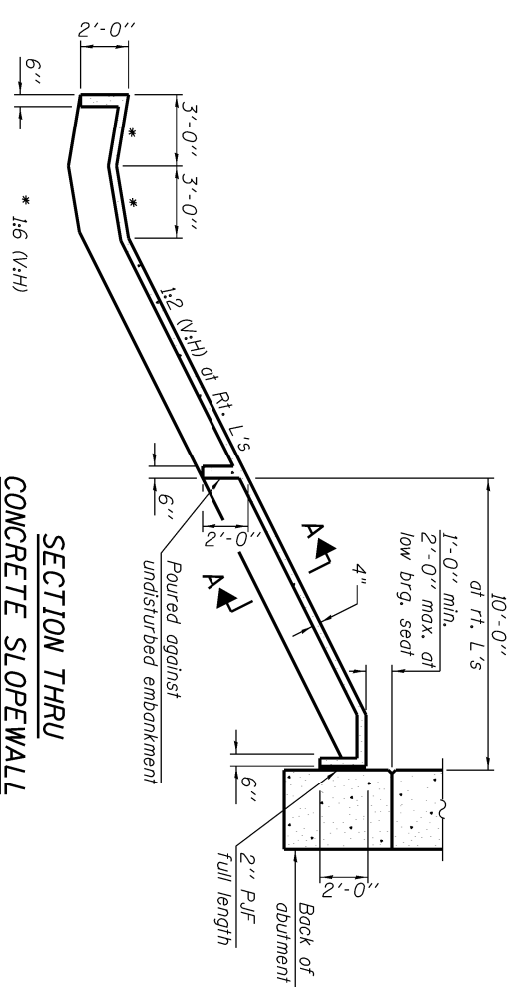 2'-0"
6"
3'-0"
3'-0"
*
*
* 1:6 (V:H)
1:2 (V:H) at Rt. L's
10'-0"
at rt. L's
1'-0" min.
2'-0" max. at
low brg. seat
A
A
4"
6"
2'-0"
Poured against
undisturbed embankment
6"
2'-0"
2" PJF
full length
Back of
abutment
SECTION THRU
CONCRETE SLOPEWALL